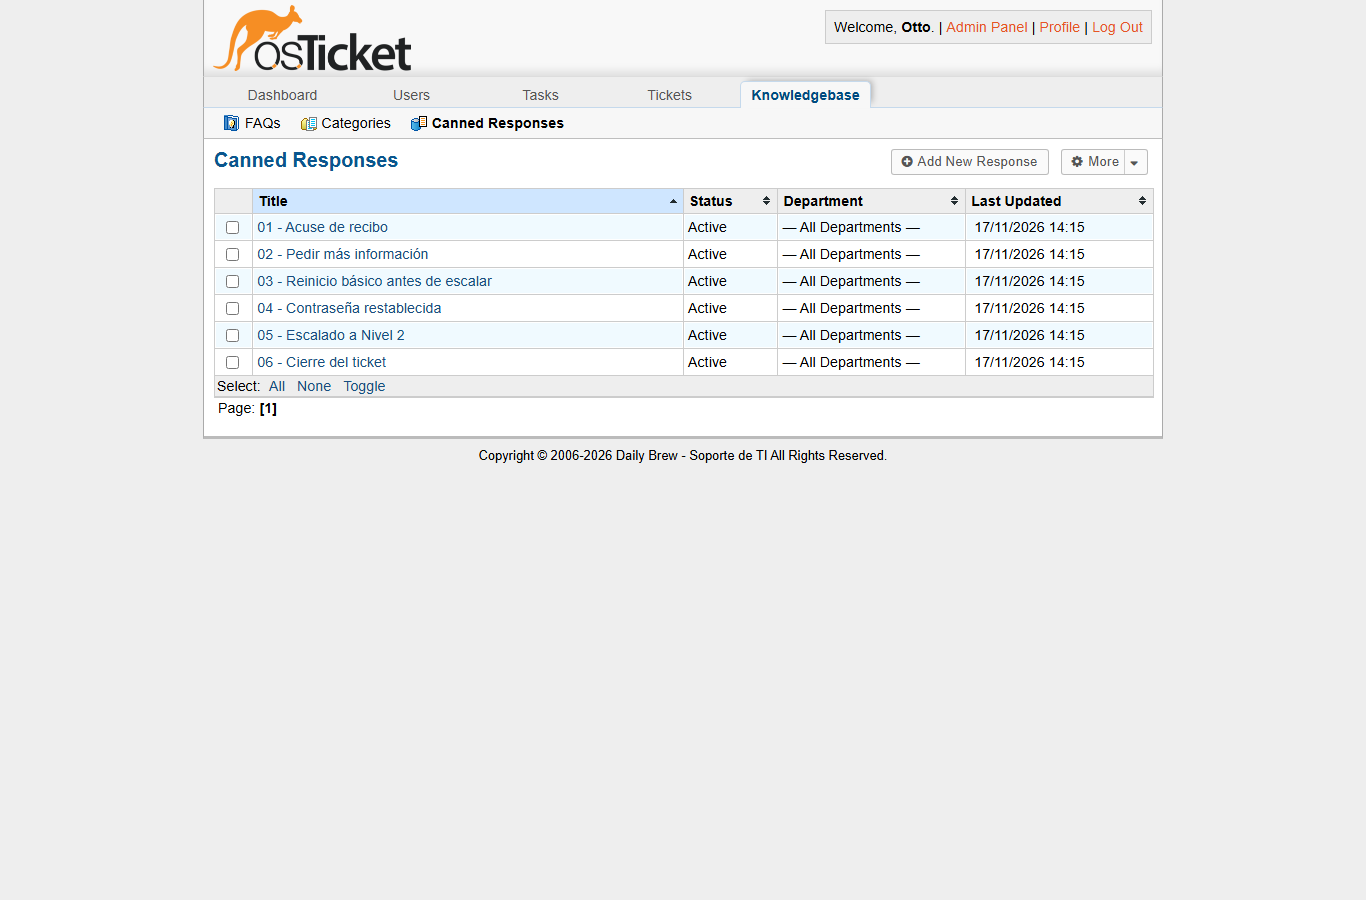 osTicket
Welcome, Otto. | Admin Panel | Profile | Log Out
Dashboard Users Tasks Tickets Knowledgebase
FAQs Categories Canned Responses
Canned Responses Add New Response More
Title Status Department Last Updated
01 - Acuse de recibo Active — All Departments — 17/11/2026 14:15
02 - Pedir más información Active — All Departments — 17/11/2026 14:15
03 - Reinicio básico antes de escalar Active — All Departments — 17/11/2026 14:15
04 - Contraseña restablecida Active — All Departments — 17/11/2026 14:15
05 - Escalado a Nivel 2 Active — All Departments — 17/11/2026 14:15
06 - Cierre del ticket Active — All Departments — 17/11/2026 14:15
Select: All None Toggle
Page: [1]
Copyright © 2006-2026 Daily Brew - Soporte de TI All Rights Reserved.